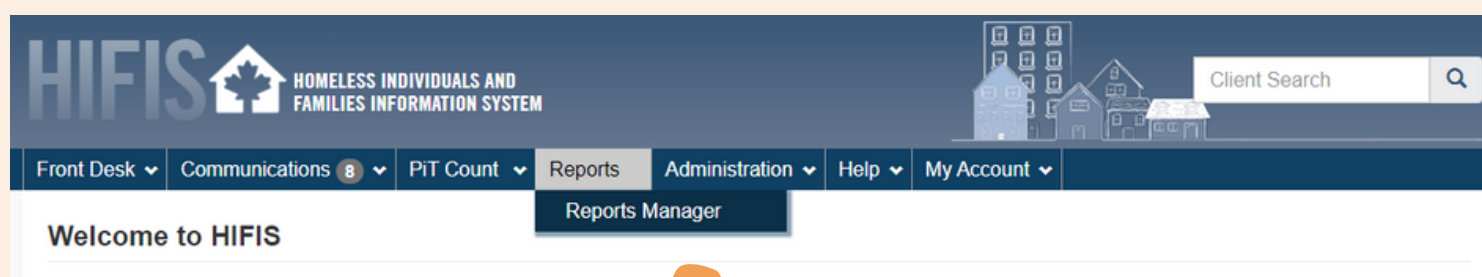 HIFIS HOMELESS INDIVIDUALS AND
FAMILIES INFORMATION SYSTEM
Client Search
Front Desk Communications 8 PiT Count Reports Administration Help My Account
Reports Manager
Welcome to HIFIS